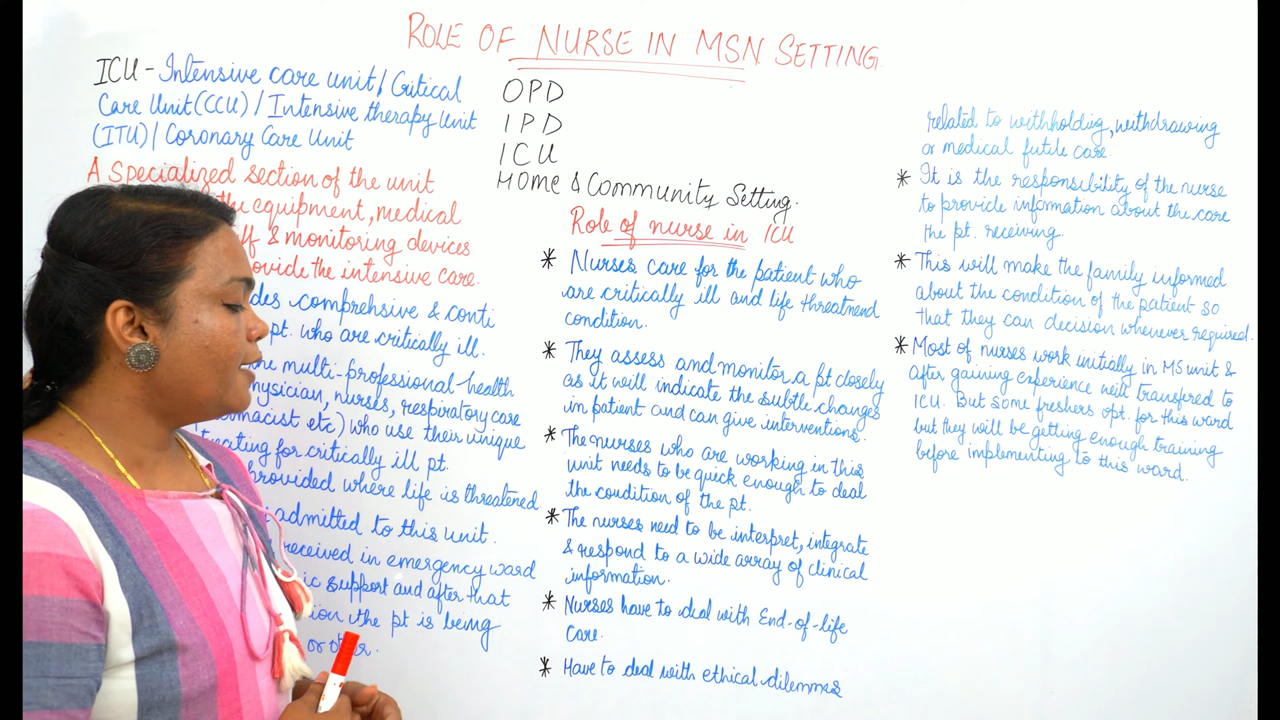 ROLE OF NURSE IN MSN SETTING
ICU - Intensive care unit / Critical
Care Unit (CCU) / Intensive therapy Unit
(ITU) / Coronary Care Unit
A Specialized section of the unit
the equipment, medical
& monitoring devices
the intensive care.
comprehsive & conti
pt. who are critically ill.
multi-professional health
nurses, respiratory care
etc) who use their unique
for critically ill pt.
provided where life is threatened
admitted to this unit.
received in emergency ward
support and after that
the pt is being
or other.
OPD
IPD
ICU
Home & Community Setting.
Role of nurse in ICU
* Nurses care for the patient who
are critically ill and life threatnend
condition.
* They assess and monitor a pt closely
as it will indicate the subtle changes
in patient and can give interventions.
* The nurses who are working in this
unit needs to be quick enough to deal
the condition of the pt.
* The nurses need to be interpret, integrate
& respond to a wide array of clinical
information.
* Nurses have to deal with End-of-life
Care.
* Have to deal with ethical dilemmas
related to withholding, withdrawing
or medical futile care.
* It is the responsibility of the nurse
to provide information about the care
the pt. receiving.
* This will make the family informed
about the condition of the patient so
that they can decision whenever required.
* Most of nurses work initially in MS unit &
after gaining experience will transfered to
ICU. But some freshers opt. for this ward
but they will be getting enough training
before implementing to this ward.